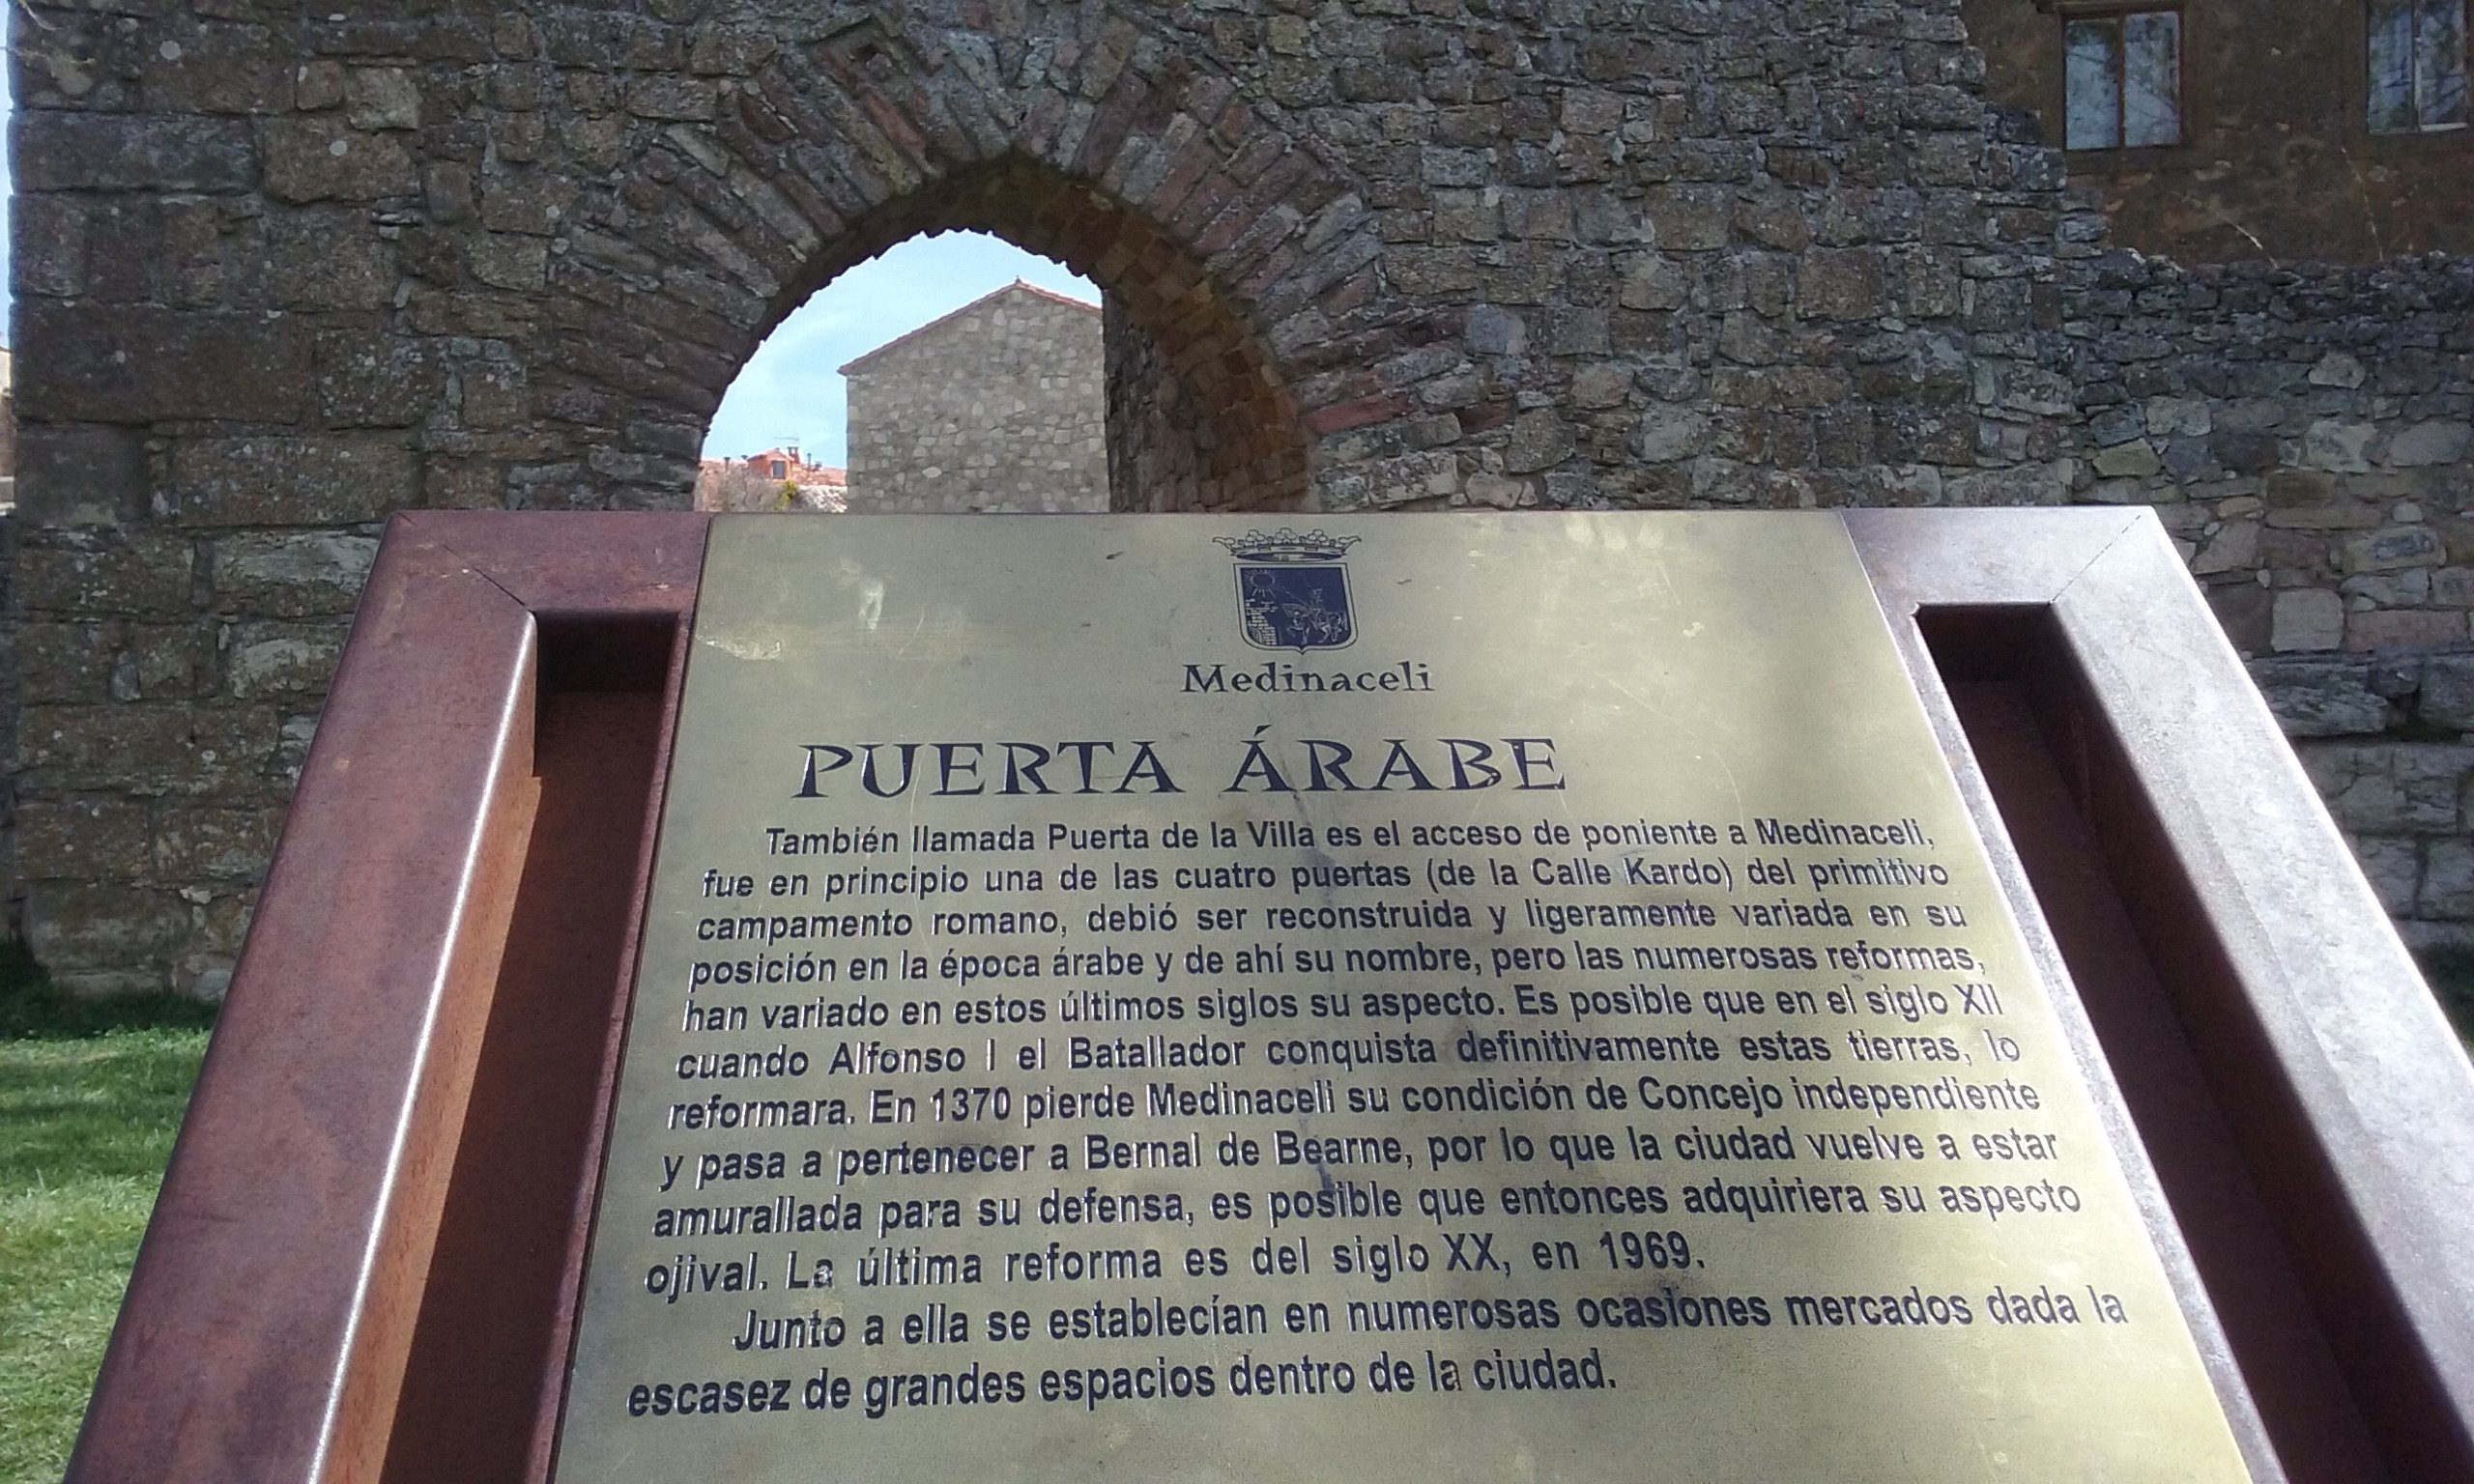 Medinaceli
PUERTA ÁRABE
También llamada Puerta de la Villa es el acceso de poniente a Medinaceli,
fue en principio una de las cuatro puertas (de la Calle Kardo) del primitivo
campamento romano, debió ser reconstruida y ligeramente variada en su
posición en la época árabe y de ahí su nombre, pero las numerosas reformas,
han variado en estos últimos siglos su aspecto. Es posible que en el siglo XII
cuando Alfonso I el Batallador conquista definitivamente estas tierras, lo
reformara. En 1370 pierde Medinaceli su condición de Concejo independiente
y pasa a pertenecer a Bernal de Bearne, por lo que la ciudad vuelve a estar
amurallada para su defensa, es posible que entonces adquiriera su aspecto
ojival. La última reforma es del siglo XX, en 1969.
Junto a ella se establecían en numerosas ocasiones mercados dada la
escasez de grandes espacios dentro de la ciudad.